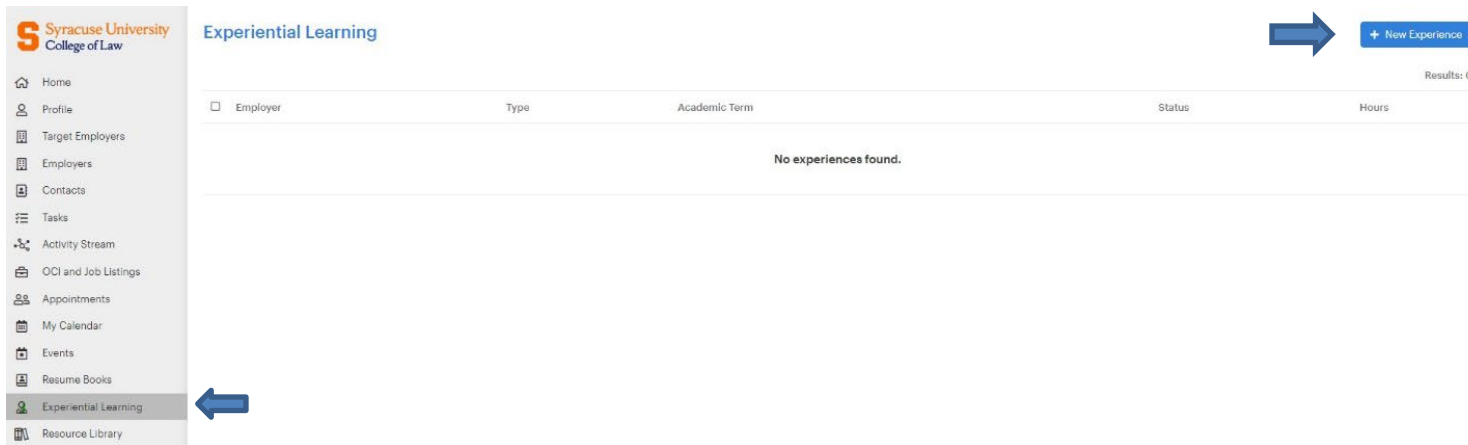 Syracuse University
College of Law
Home
Profile
Target Employers
Employers
Contacts
Tasks
Activity Stream
OCI and Job Listings
Appointments
My Calendar
Events
Resume Books
Experiential Learning
Resource Library
Experiential Learning
+ New Experience
Results:
Employer Type Academic Term Status Hours
No experiences found.